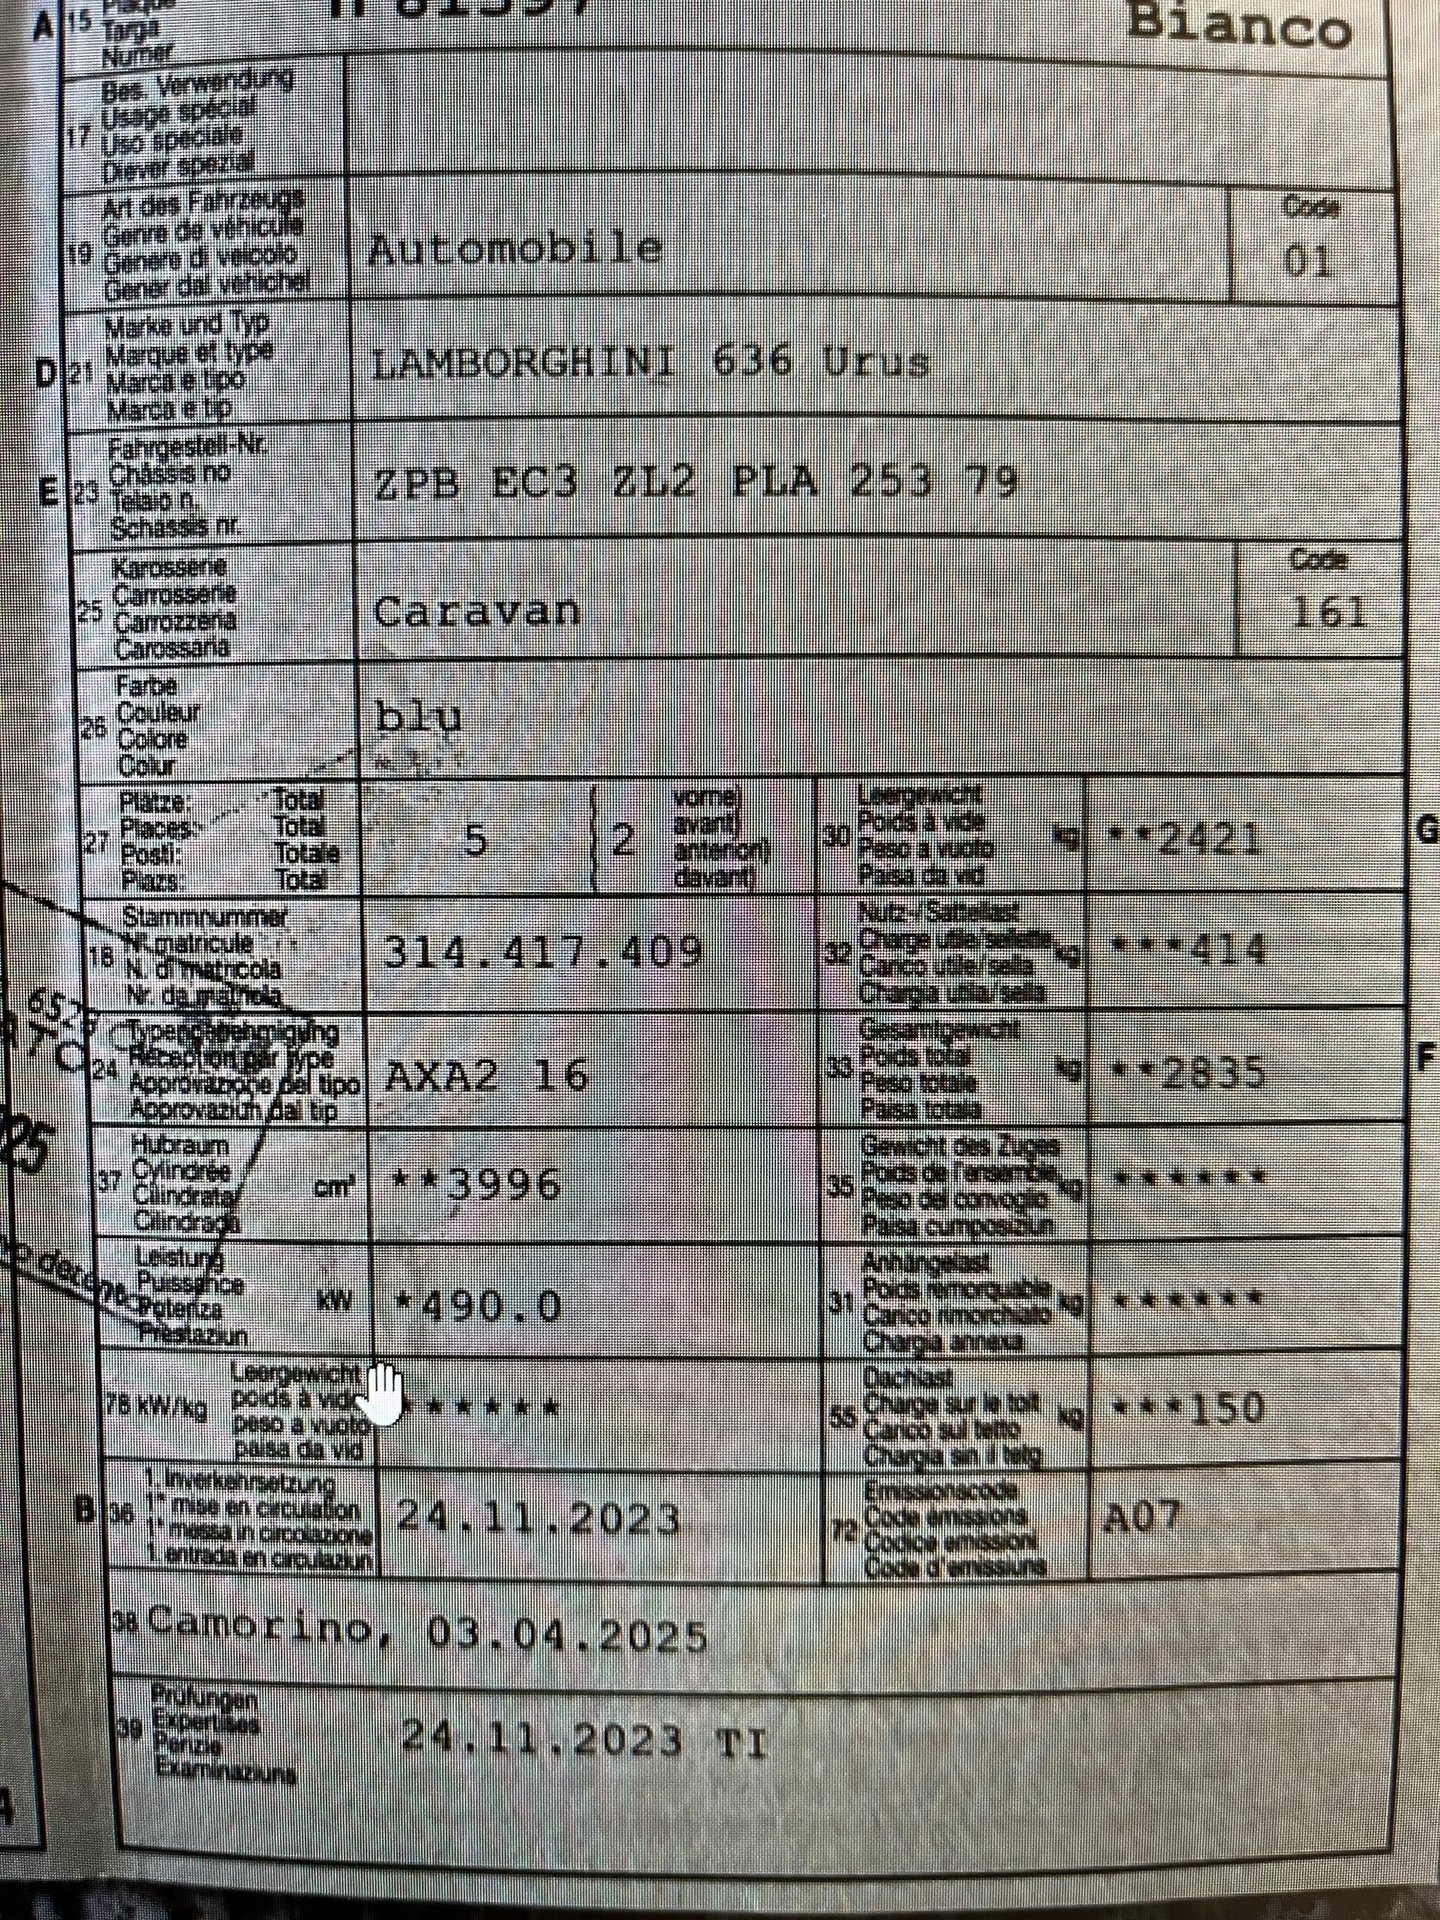 A 15 Plaque
Targa
Numer
Bianco
17 Bes. Verwendung
Usage spécial
Uso speciale
Diever spezial
19 Art des Fahrzeugs
Genre de véhicule
Genere di veicolo
Gener dal vehichel
Automobile
Code
01
D 21 Marke und Typ
Marque et type
Marca e tipo
Marca e tip
LAMBORGHINI 636 Urus
E 23 Fahrgestell-Nr.
Châssis no
Telaio n.
Schassis nr.
ZPB EC3 ZL2 PLA 253 79
25 Karosserie
Carrosserie
Carrozzeria
Carossaria
Caravan
Code
161
26 Farbe
Couleur
Colore
Colur
blu
27 Plätze: Total
Places: Total
Posti: Totale
Plazs: Total
5 2
vorne)
avant)
anteriori)
davant)
30 Leergewicht
Poids à vide
Peso a vuoto
Paisa da vid
kg **2421
G
18 Stammnummer
Nº matricule
N. di matricola
Nr. da matricla
314.417.409
32 Nutz-/Sattellast
Charge utile/sellette
Carico utile/sella
Chargia utila/sella
kg ***414
24 Typengenehmigung
Réception par type
Approvazione del tipo
Approvaziun dal tip
AXA2 16
33 Gesamtgewicht
Poids total
Peso totale
Paisa totala
kg **2835
F
37 Hubraum
Cylindrée
Cilindrata
Cilindrada
cm³ **3996
35 Gewicht des Zuges
Poids de l'ensemble
Peso del convoglio
Paisa cumposiziun
kg ******
Leistung
Puissance
Potenza
Prestaziun
kW *490.0
31 Anhängelast
Poids remorquable
Carico rimorchiato
Chargia annexa
kg ******
78 kW/kg
Leergewicht
poids à vide
peso a vuoto
paisa da vid
******
55 Dachlast
Charge sur le toit
Carico sul tetto
Chargia sin il tetg
kg ***150
B 36 1. Inverkehrsetzung
1ª mise en circulation
1ª messa in circolazione
1. entrada en circulaziun
24.11.2023
72 Emissionscode
Code émissions
Codice emissioni
Code d'emissiuns
A07
38 Camorino, 03.04.2025
39 Prüfungen
Expertises
Perizie
Examinaziuns
24.11.2023 TI